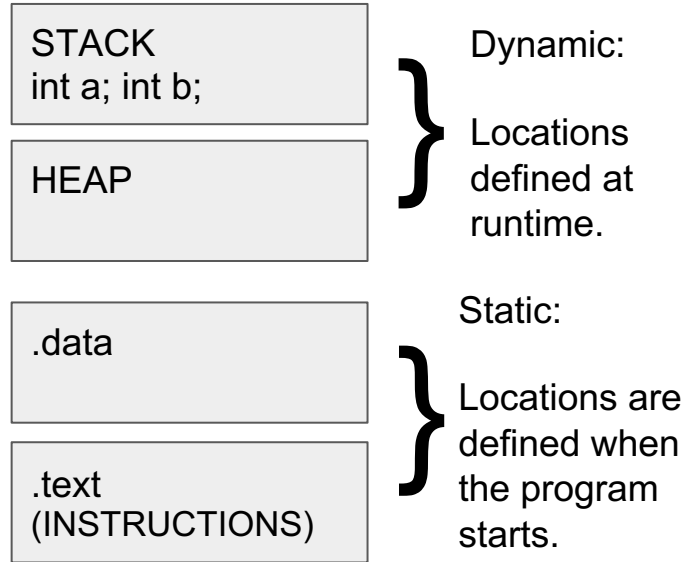 STACK
int a; int b;
HEAP
Dynamic:
Locations
defined at
runtime.
.data
.text
(INSTRUCTIONS)
Static:
Locations are
defined when
the program
starts.